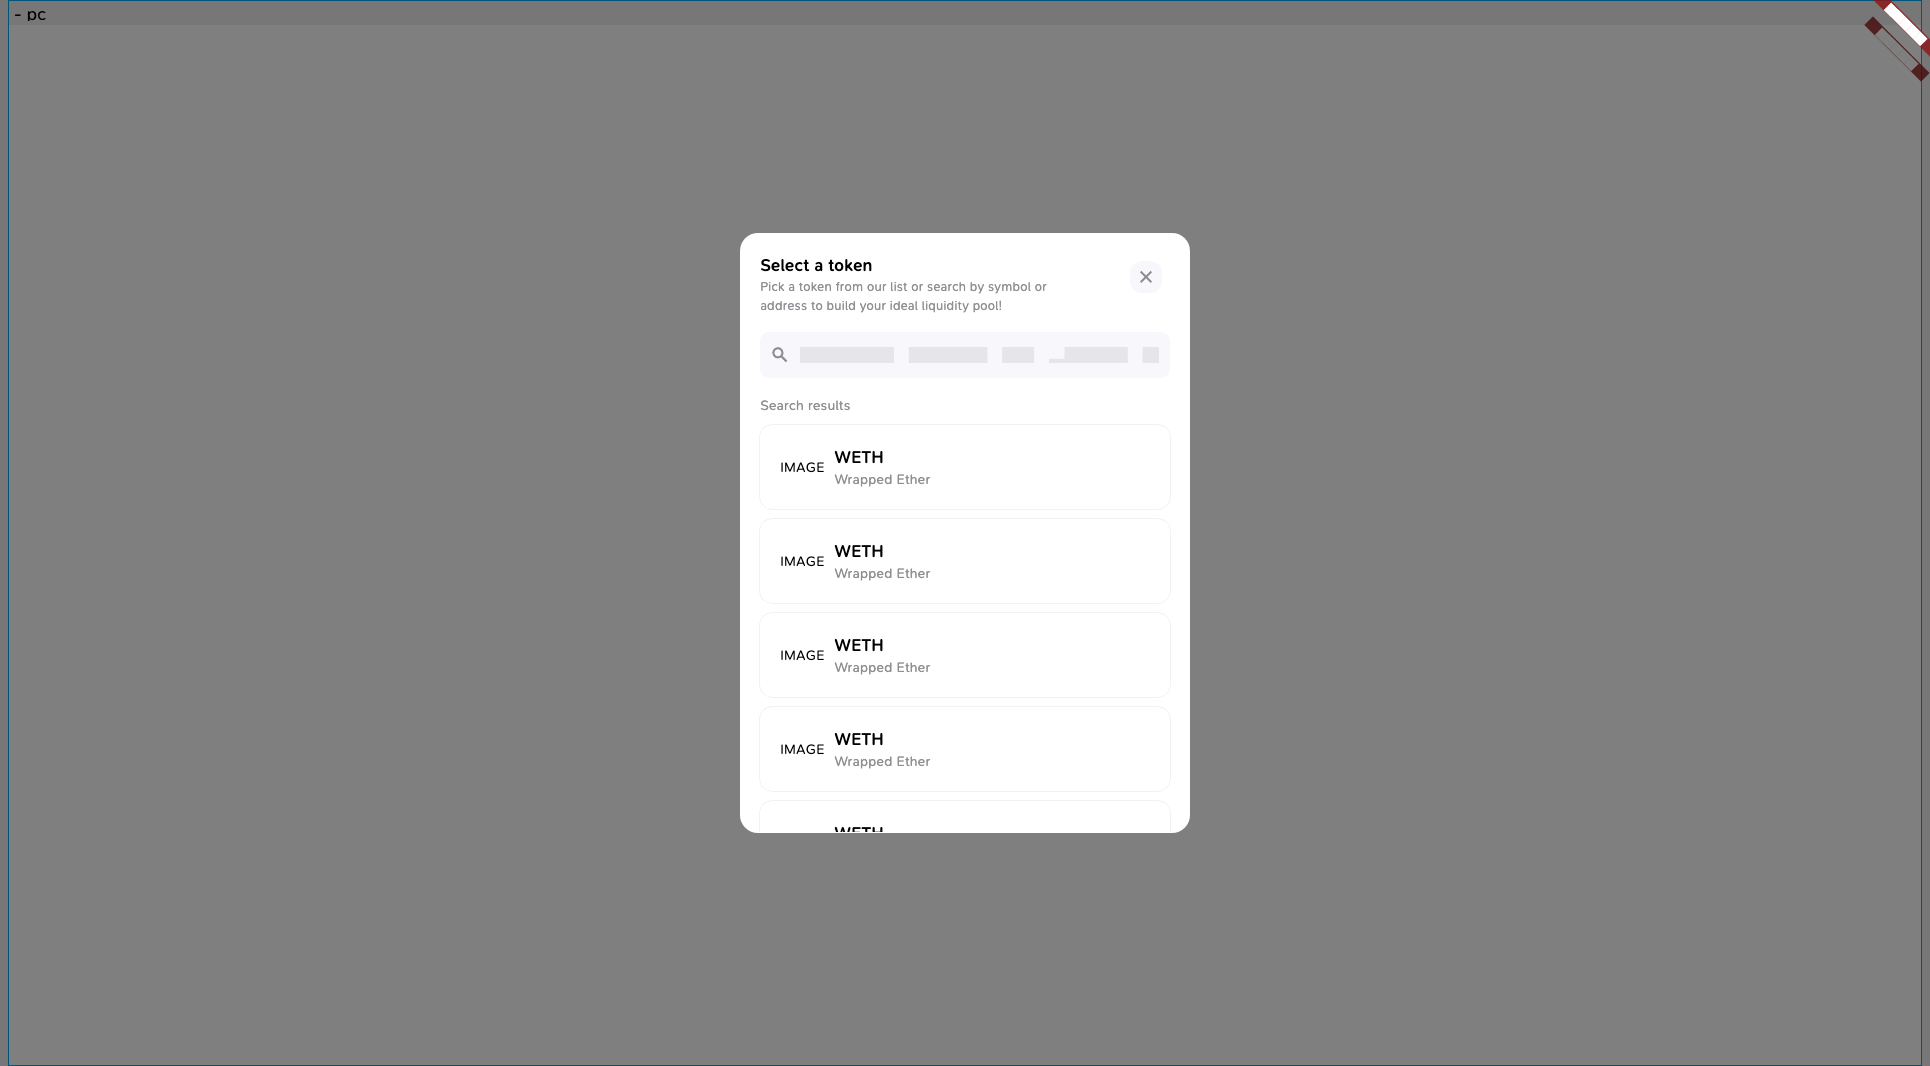 - pc
Select a token
Pick a token from our list or search by symbol or
address to build your ideal liquidity pool!
Search results
IMAGE
WETH
Wrapped Ether
IMAGE
WETH
Wrapped Ether
IMAGE
WETH
Wrapped Ether
IMAGE
WETH
Wrapped Ether
WETH